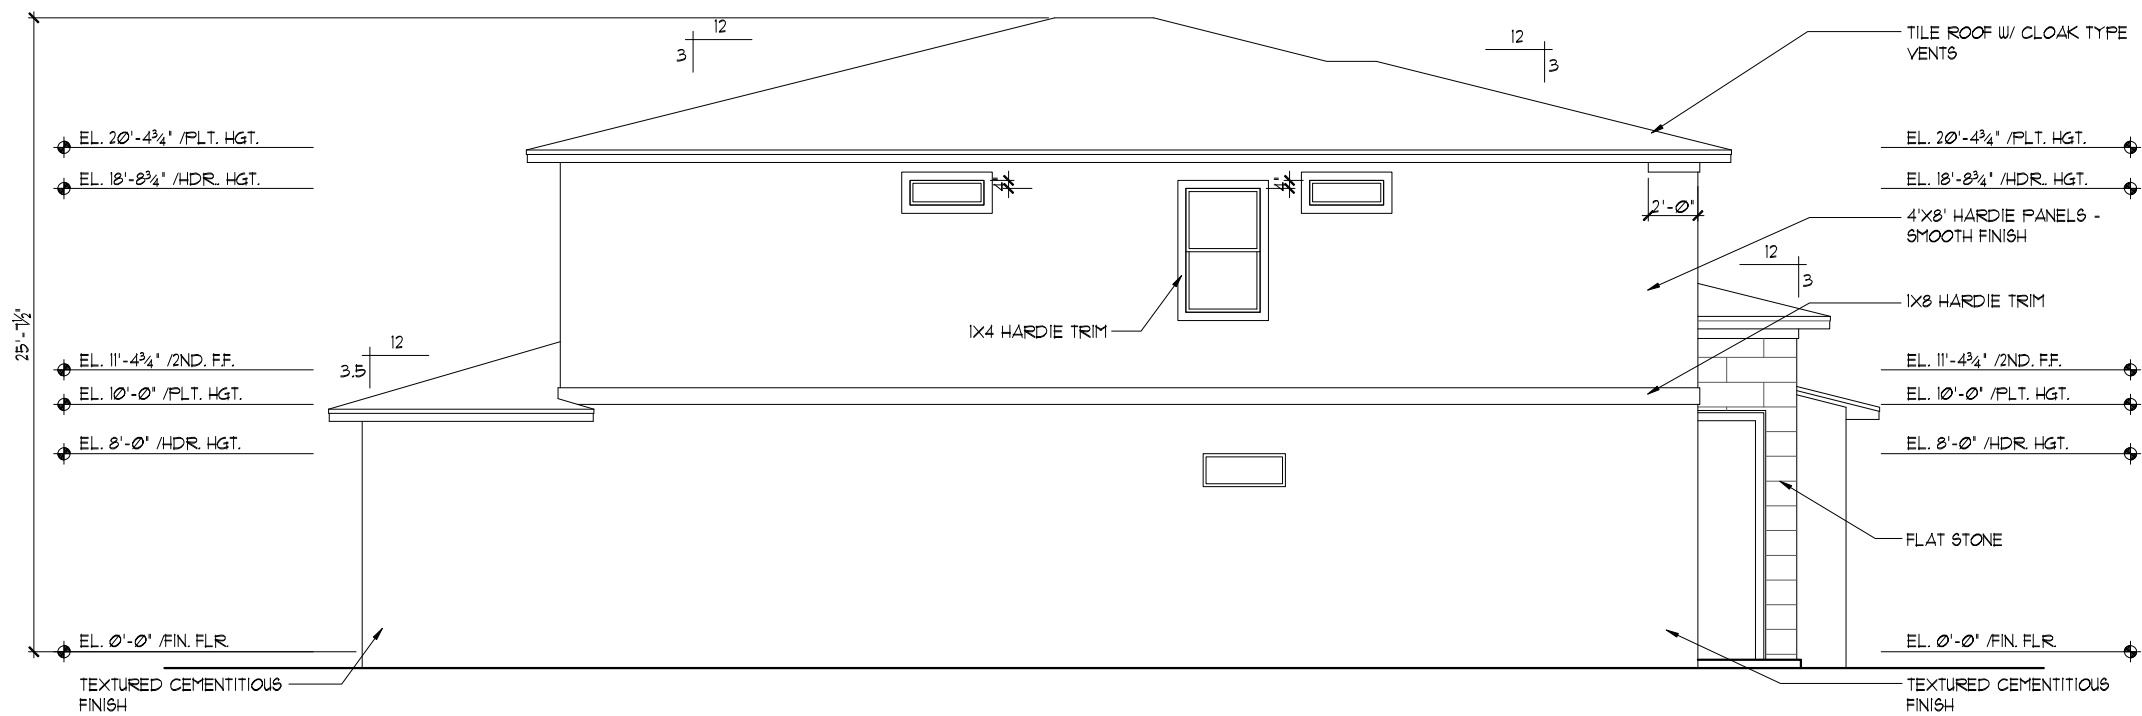 12
3
12
3
TILE ROOF W/ CLOAK TYPE
VENTS
EL. 20'-4¾" /PLT. HGT.
EL. 20'-4¾" /PLT. HGT.
EL. 18'-8¾" /HDR.. HGT.
4"
4"
EL. 18'-8¾" /HDR.. HGT.
2'-0"
4'X8' HARDIE PANELS -
SMOOTH FINISH
12
3
25'-7½"
1X4 HARDIE TRIM
1X8 HARDIE TRIM
12
3.5
EL. 11'-4¾" /2ND. F.F.
EL. 11'-4¾" /2ND. F.F.
EL. 10'-0" /PLT. HGT.
EL. 10'-0" /PLT. HGT.
EL. 8'-0" /HDR. HGT.
EL. 8'-0" /HDR. HGT.
FLAT STONE
EL. 0'-0" /FIN. FLR.
EL. 0'-0" /FIN. FLR.
TEXTURED CEMENTITIOUS
FINISH
TEXTURED CEMENTITIOUS
FINISH